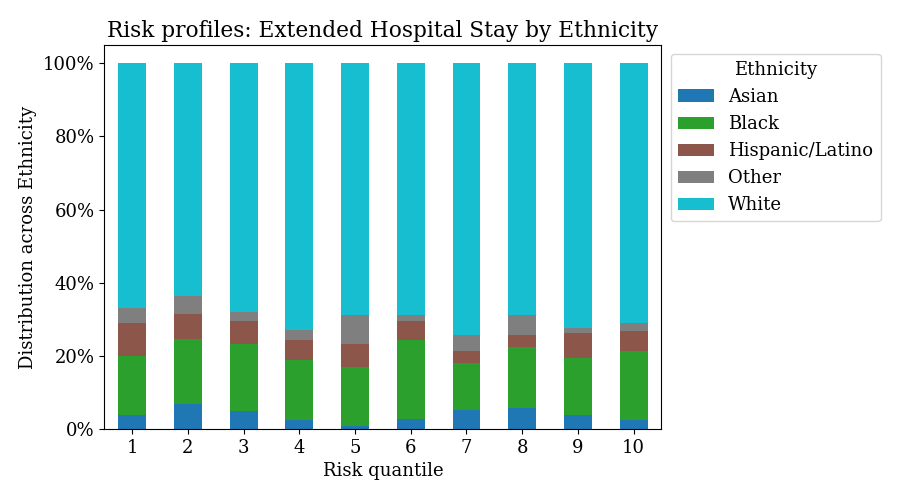 Risk profiles: Extended Hospital Stay by Ethnicity
100%
80%
60%
40%
20%
0%
Distribution across Ethnicity
1 2 3 4 5 6 7 8 9 10
Risk quantile
Ethnicity
Asian
Black
Hispanic/Latino
Other
White